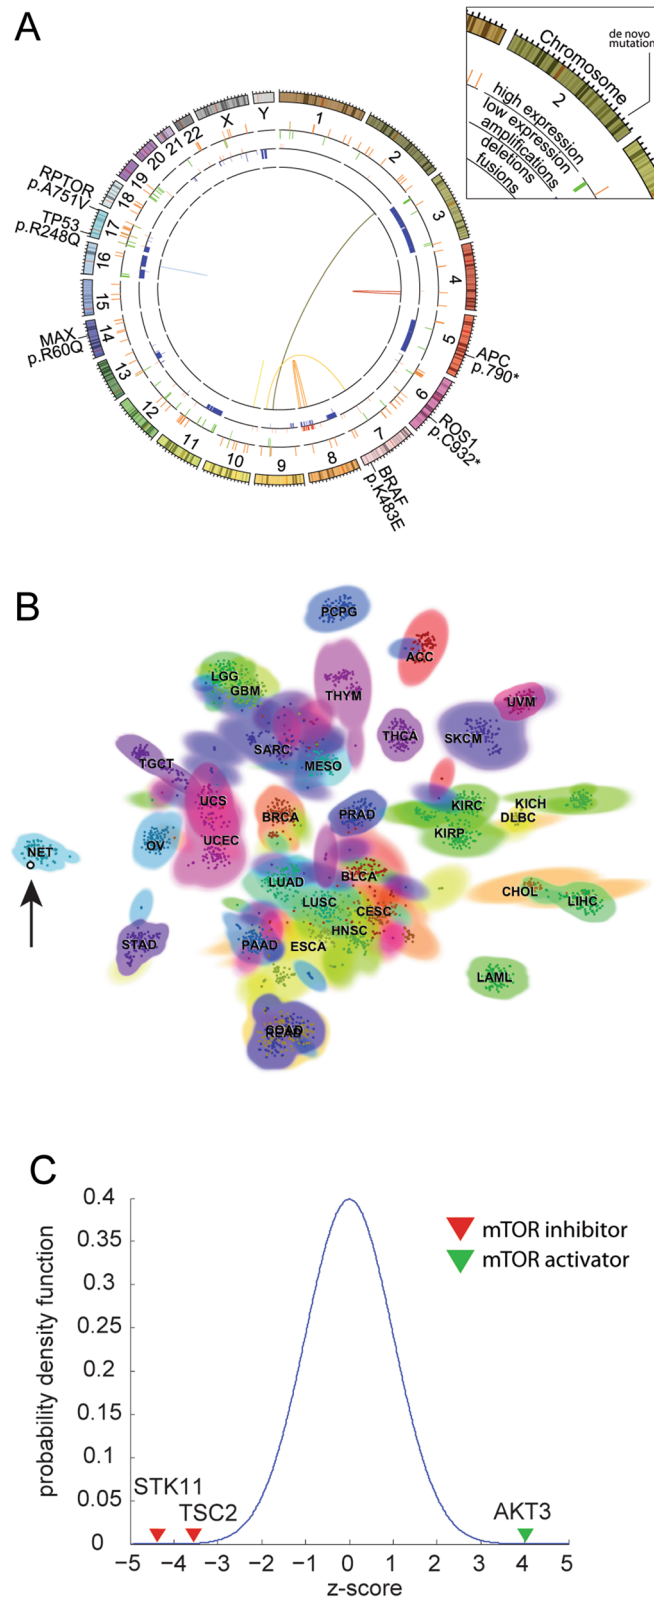 A
de novo
mutation
Chromosome
2
high expression
low expression
amplifications
deletions
fusions
1
2
3
4
5
6
7
8
9
10
11
12
13
14
15
16
17
18
19
20
21
22
X
Y
RPTOR
p.A751V
TP53
p.R248Q
MAX
p.R60Q
APC
p.790*
ROS1
p.C932*
BRAF
p.K483E
B
PCPG
ACC
LGG
GBM
THYM
UVM
SARC
THCA
SKCM
TGCT
MESO
UCS
BRCA
PRAD
KIRC
KICH
DLBC
KIRP
OV
UCEC
NET
LUAD
BLCA
CHOL
LIHC
LUSC
CESC
HNSC
STAD
PAAD
ESCA
LAML
COAD
READ
C
probability density function
0.4
0.35
0.3
0.25
0.2
0.15
0.1
0.05
0
mTOR inhibitor
mTOR activator
STK11
TSC2
AKT3
−5 −4 −3 −2 −1 0 1 2 3 4 5
z-score